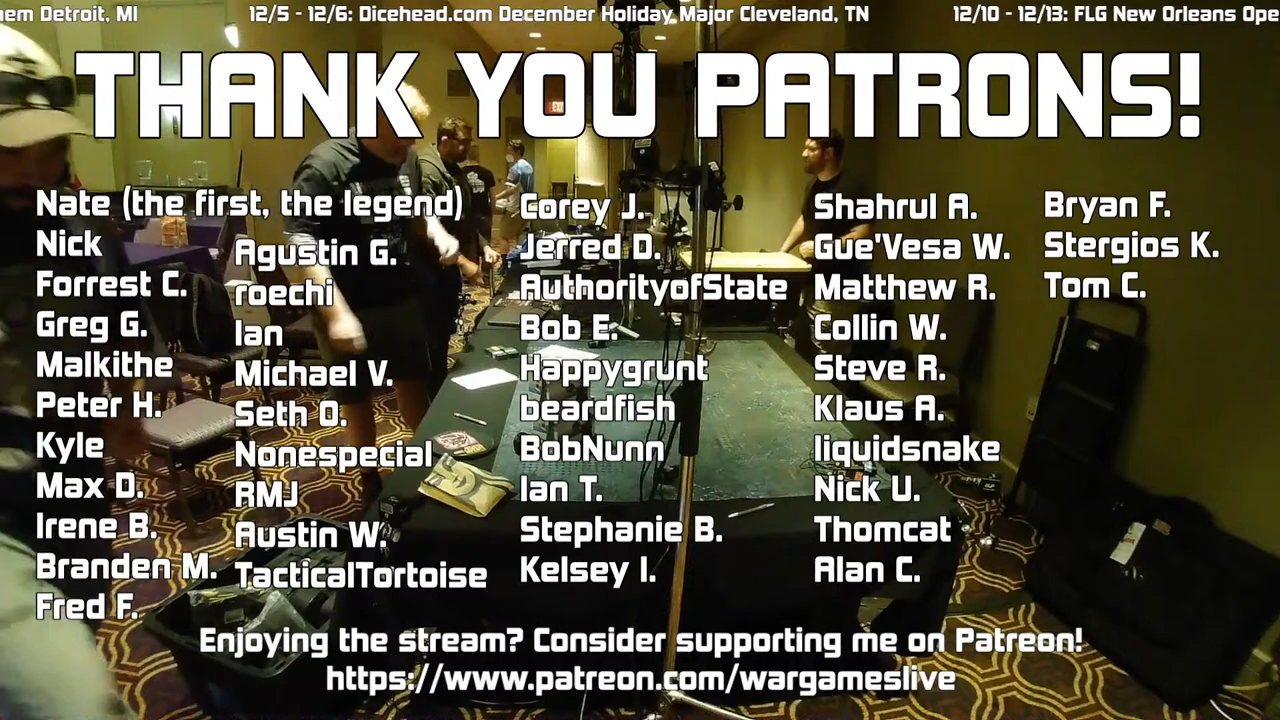 hem Detroit, MI 12/5 - 12/6: Dicehead.com December Holiday Major Cleveland, TN 12/10 - 12/13: FLG New Orleans Ope
THANK YOU PATRONS!
EXIT
Nate (the first, the legend)
Nick
Forrest C.
Greg G.
Malkithe
Peter H.
Kyle
Max D.
Irene B.
Branden M.
Fred F.
Agustin G.
roechi
Ian
Michael V.
Seth O.
Nonespecial
RMJ
Austin W.
TacticalTortoise
Corey J.
Jerred D.
AuthorityofState
Bob E.
Happygrunt
beardfish
BobNunn
Ian T.
Stephanie B.
Kelsey I.
Shahrul A.
Gue'Vesa W.
Matthew R.
Collin W.
Steve R.
Klaus A.
liquidsnake
Nick U.
Thomcat
Alan C.
Bryan F.
Stergios K.
Tom C.
Enjoying the stream? Consider supporting me on Patreon!
https://www.patreon.com/wargameslive